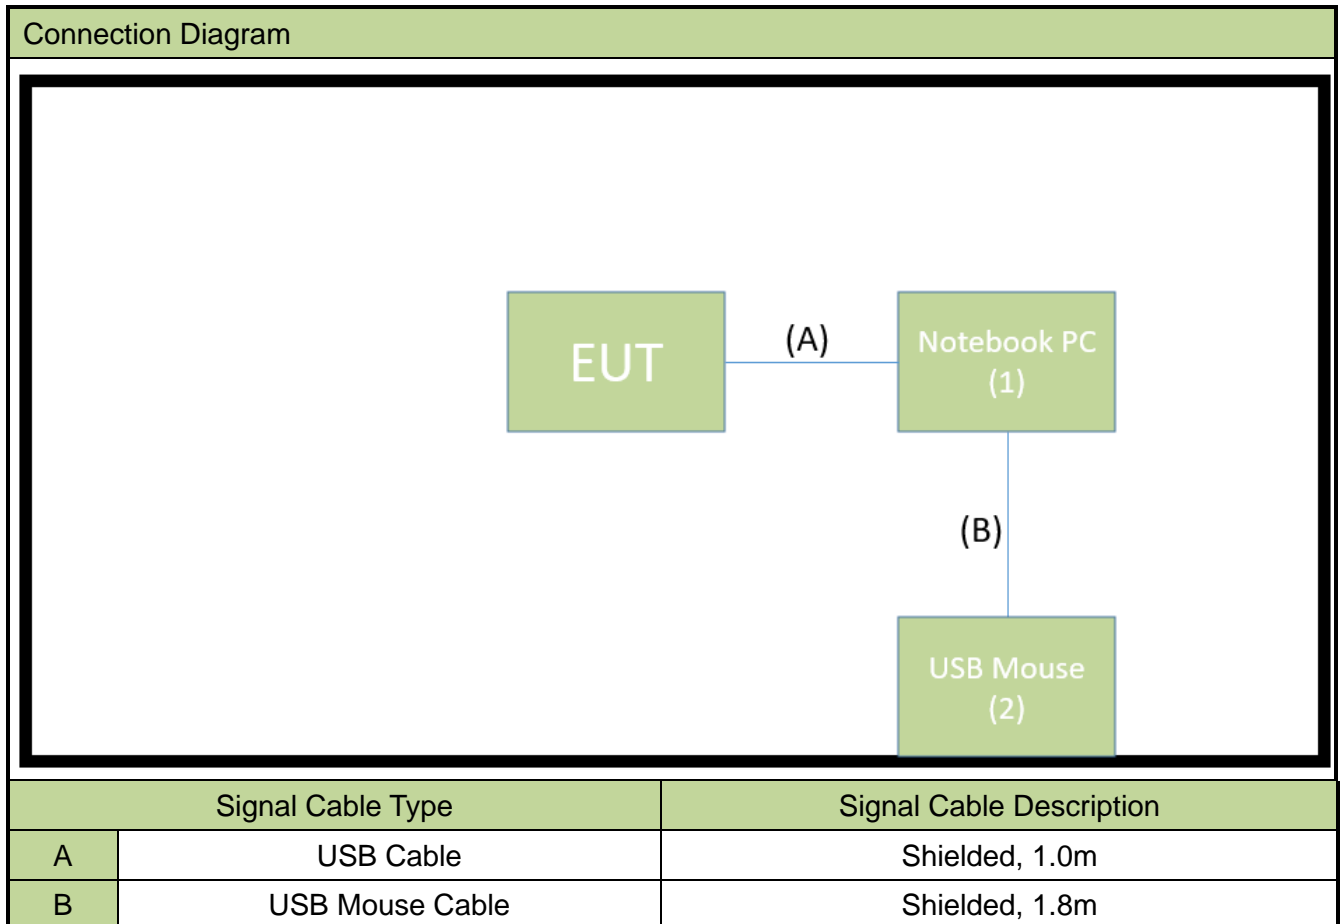 Connection Diagram
EUT
(A)
Notebook PC
(1)
(B)
USB Mouse
(2)
Signal Cable Type Signal Cable Description
A USB Cable Shielded, 1.0m
B USB Mouse Cable Shielded, 1.8m